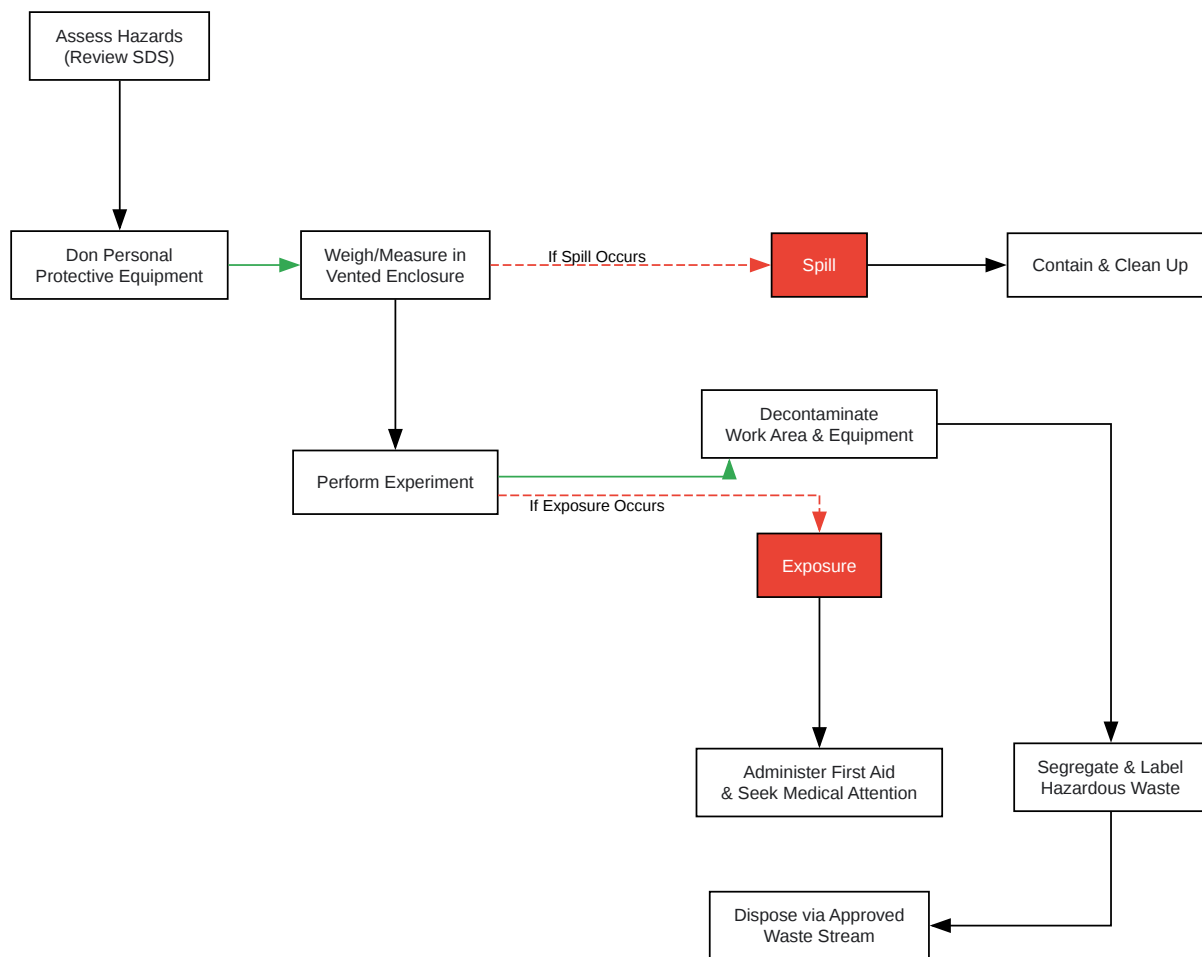 Assess Hazards
(Review SDS)
Don Personal
Protective Equipment
Weigh/Measure in
Vented Enclosure
If Spill Occurs
Spill
Contain & Clean Up
Decontaminate
Work Area & Equipment
Perform Experiment
If Exposure Occurs
Exposure
Administer First Aid
& Seek Medical Attention
Segregate & Label
Hazardous Waste
Dispose via Approved
Waste Stream